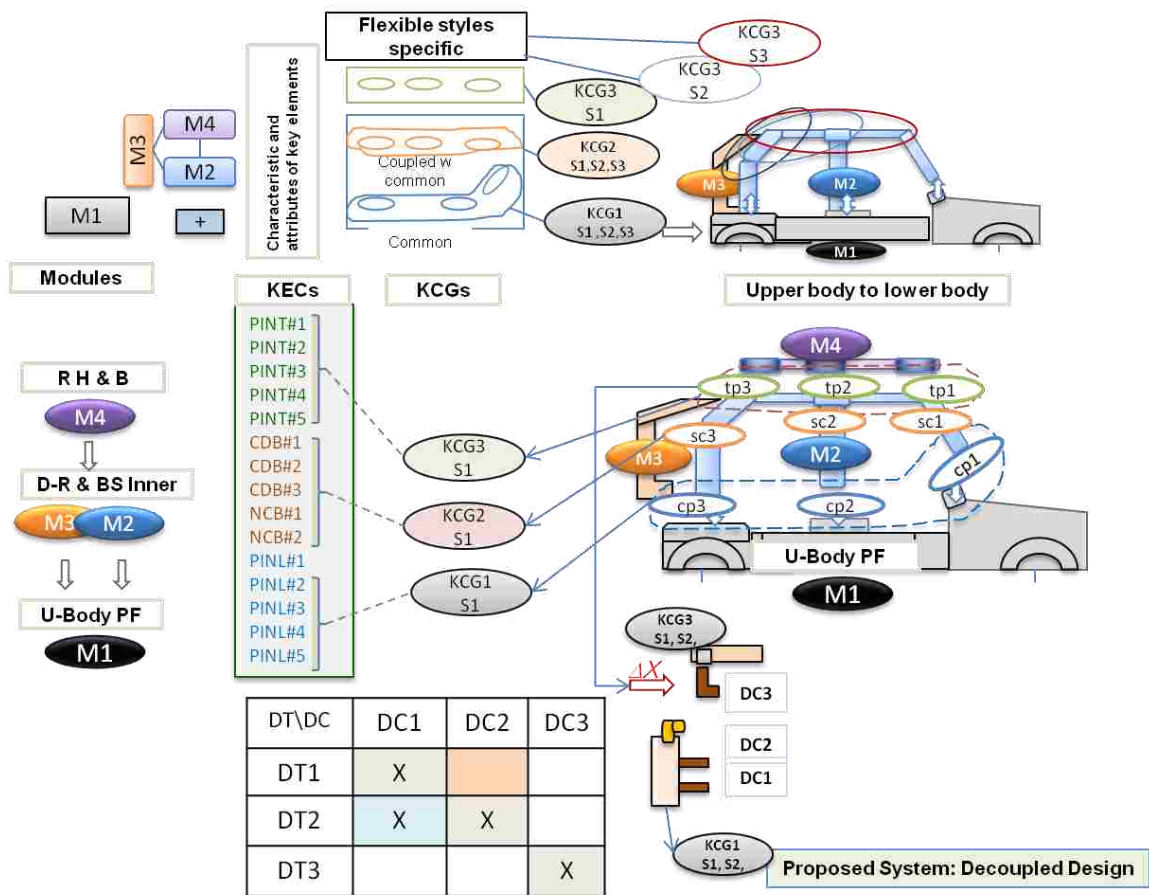 Flexible styles
specific
KCG3
S3
KCG3
S2
KCG3
S1
Characteristic and
attributes of key elements
M3
M4
M2
M1
+
Coupled w
common
KCG2
S1,S2,S3
KCG1
S1 ,S2,S3
Common
M3
M2
M1
Modules
KECs
KCGs
Upper body to lower body
PINT#1
PINT#2
PINT#3
PINT#4
PINT#5
CDB#1
CDB#2
CDB#3
NCB#1
NCB#2
PINL#1
PINL#2
PINL#3
PINL#4
PINL#5
R H & B
M4
D-R & BS Inner
M3
M2
U-Body PF
M1
KCG3
S1
KCG2
S1
KCG1
S1
M4
tp3
tp2
tp1
sc3
sc2
sc1
M3
M2
cp1
cp3
cp2
U-Body PF
M1
KCG3
S1, S2,
ΔX
DC3
DC2
DC1
KCG1
S1, S2,
DT\DC DC1 DC2 DC3
DT1 X
DT2 X X
DT3 X
Proposed System: Decoupled Design